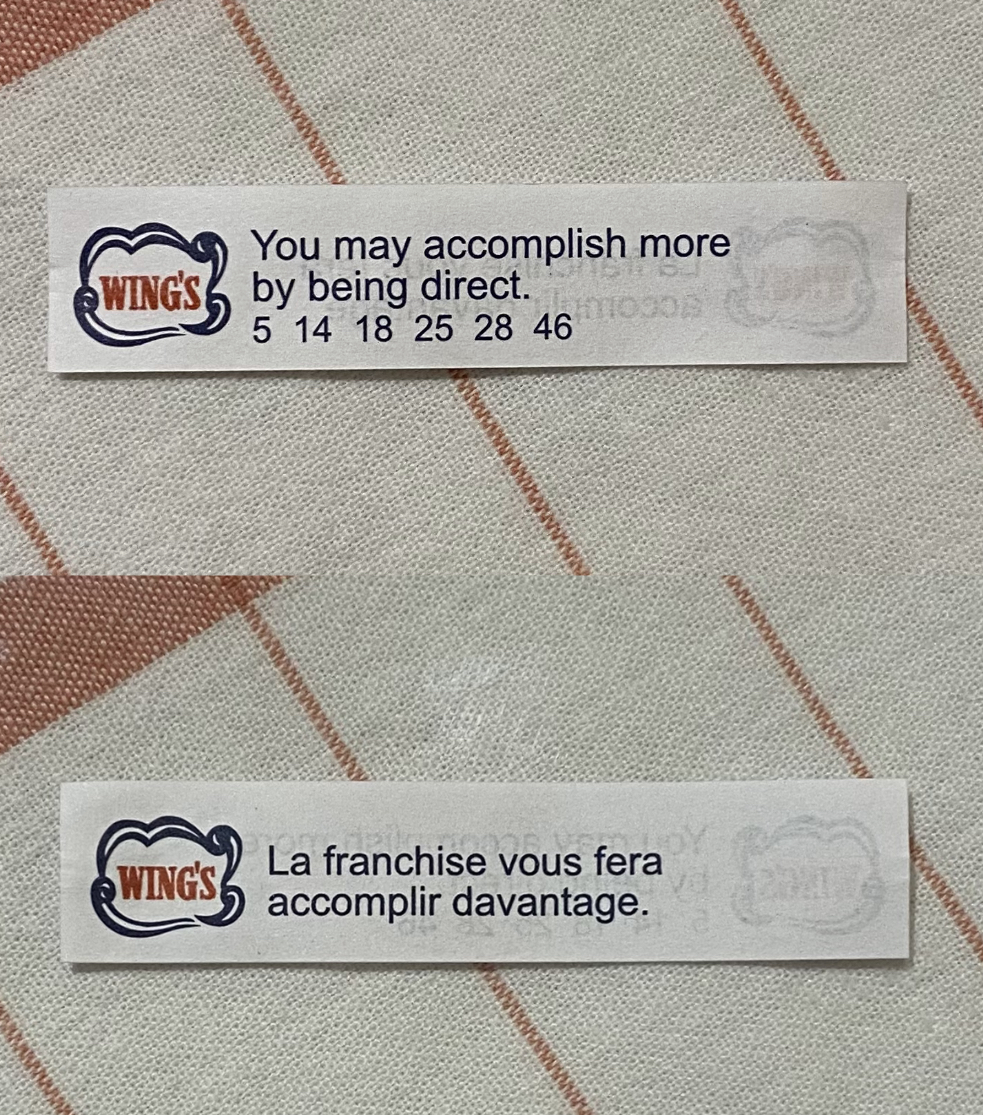 WING'S
You may accomplish more
by being direct.
5 14 18 25 28 46
WING'S
La franchise vous fera
accomplir davantage.